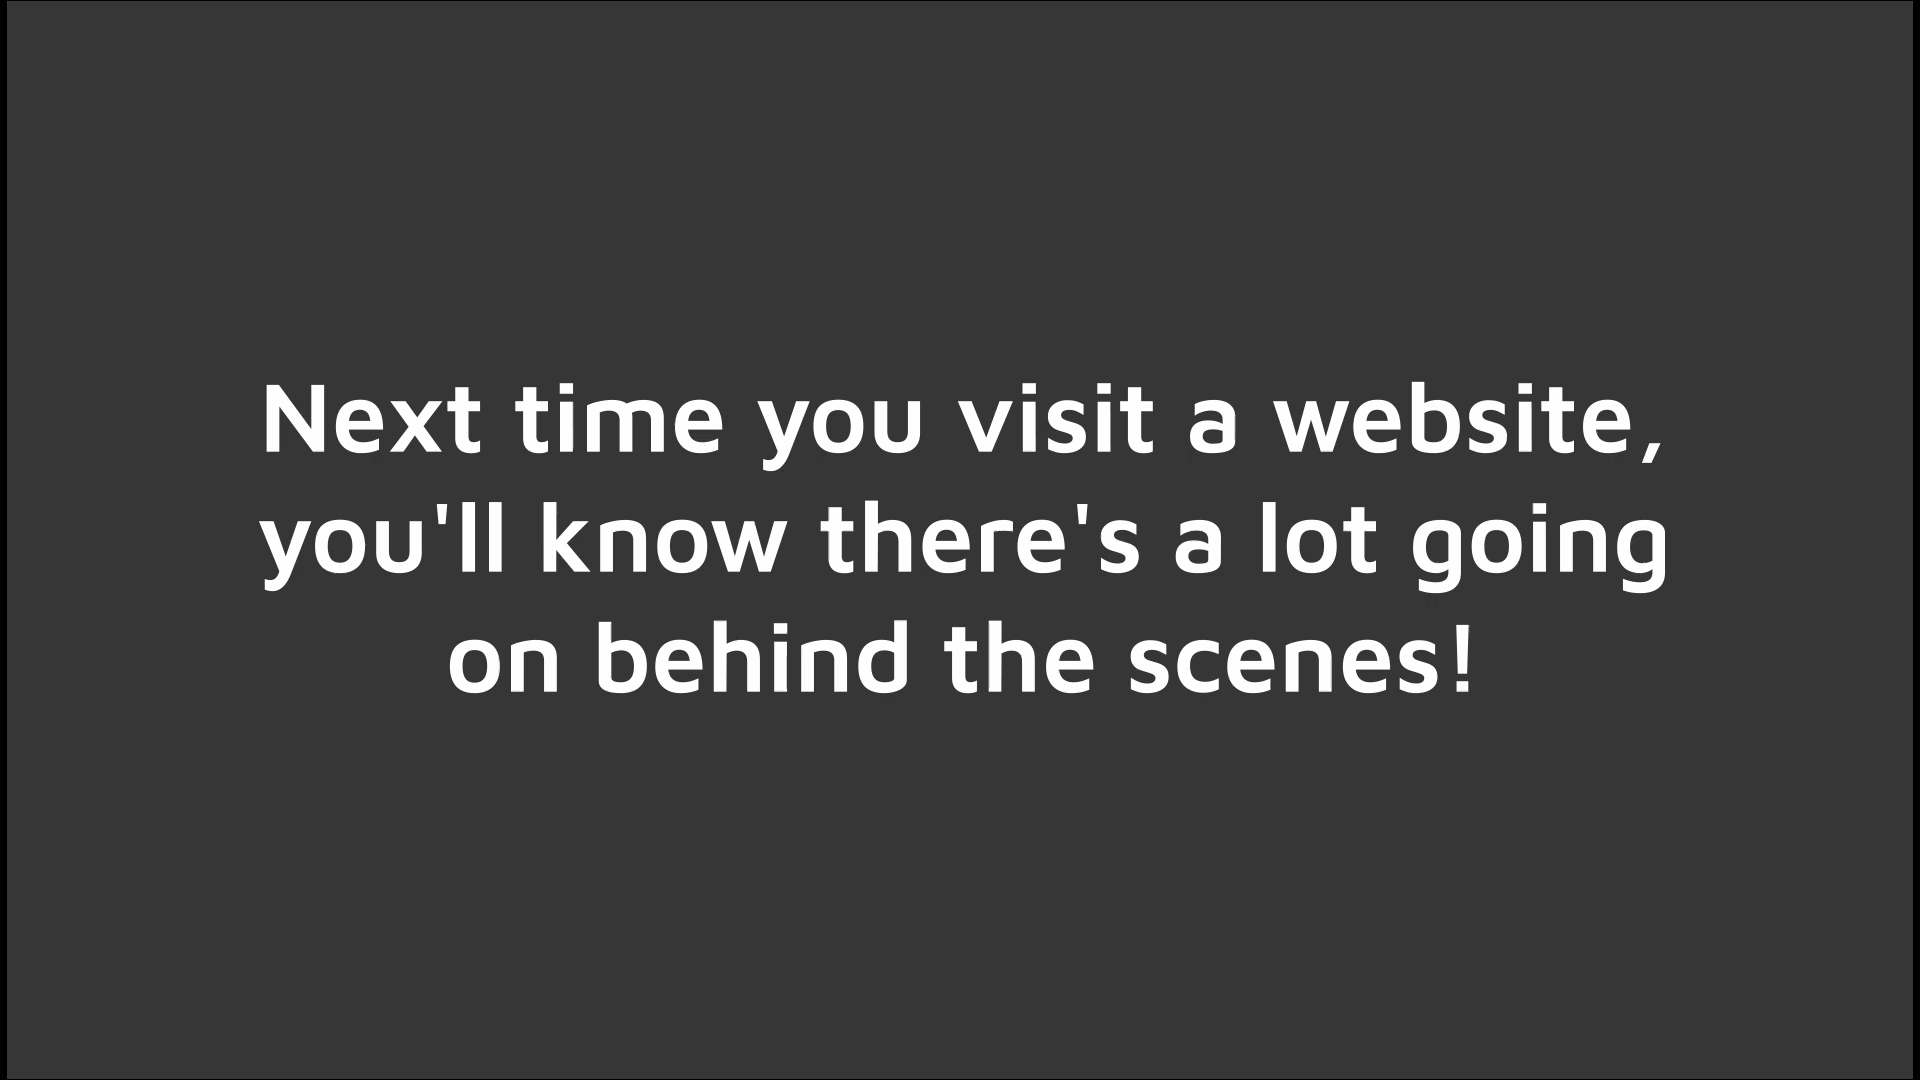 Next time you visit a website,
you'll know there's a lot going
on behind the scenes!